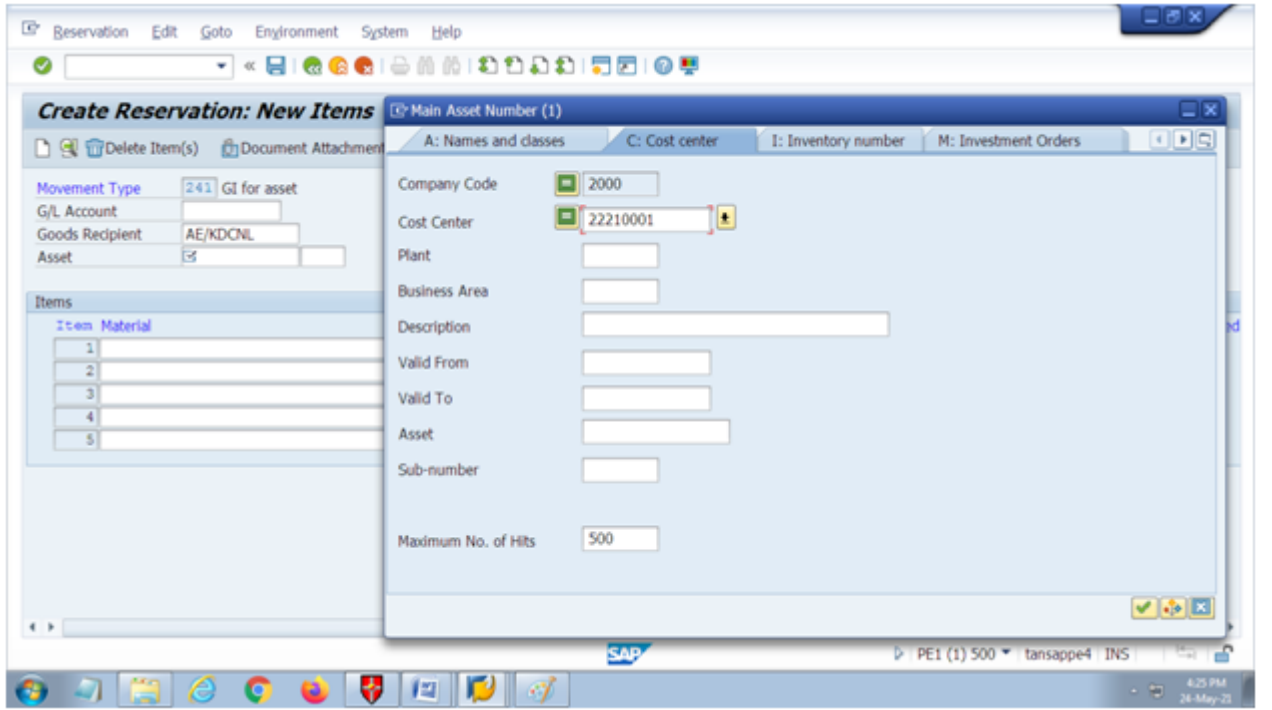 Reservation Edit Goto Environment System Help
Create Reservation: New Items
Delete Item(s) Document Attachment
Movement Type 241 GI for asset
G/L Account
Goods Recipient AE/KDCNL
Asset
Items
Item Material
1
2
3
4
5
Main Asset Number (1)
A: Names and classes C: Cost center I: Inventory number M: Investment Orders
Company Code 2000
Cost Center 22210001
Plant
Business Area
Description
Valid From
Valid To
Asset
Sub-number
Maximum No. of Hits 500
SAP PE1 (1) 500 tansappe4 INS
4:25 PM
24-May-21